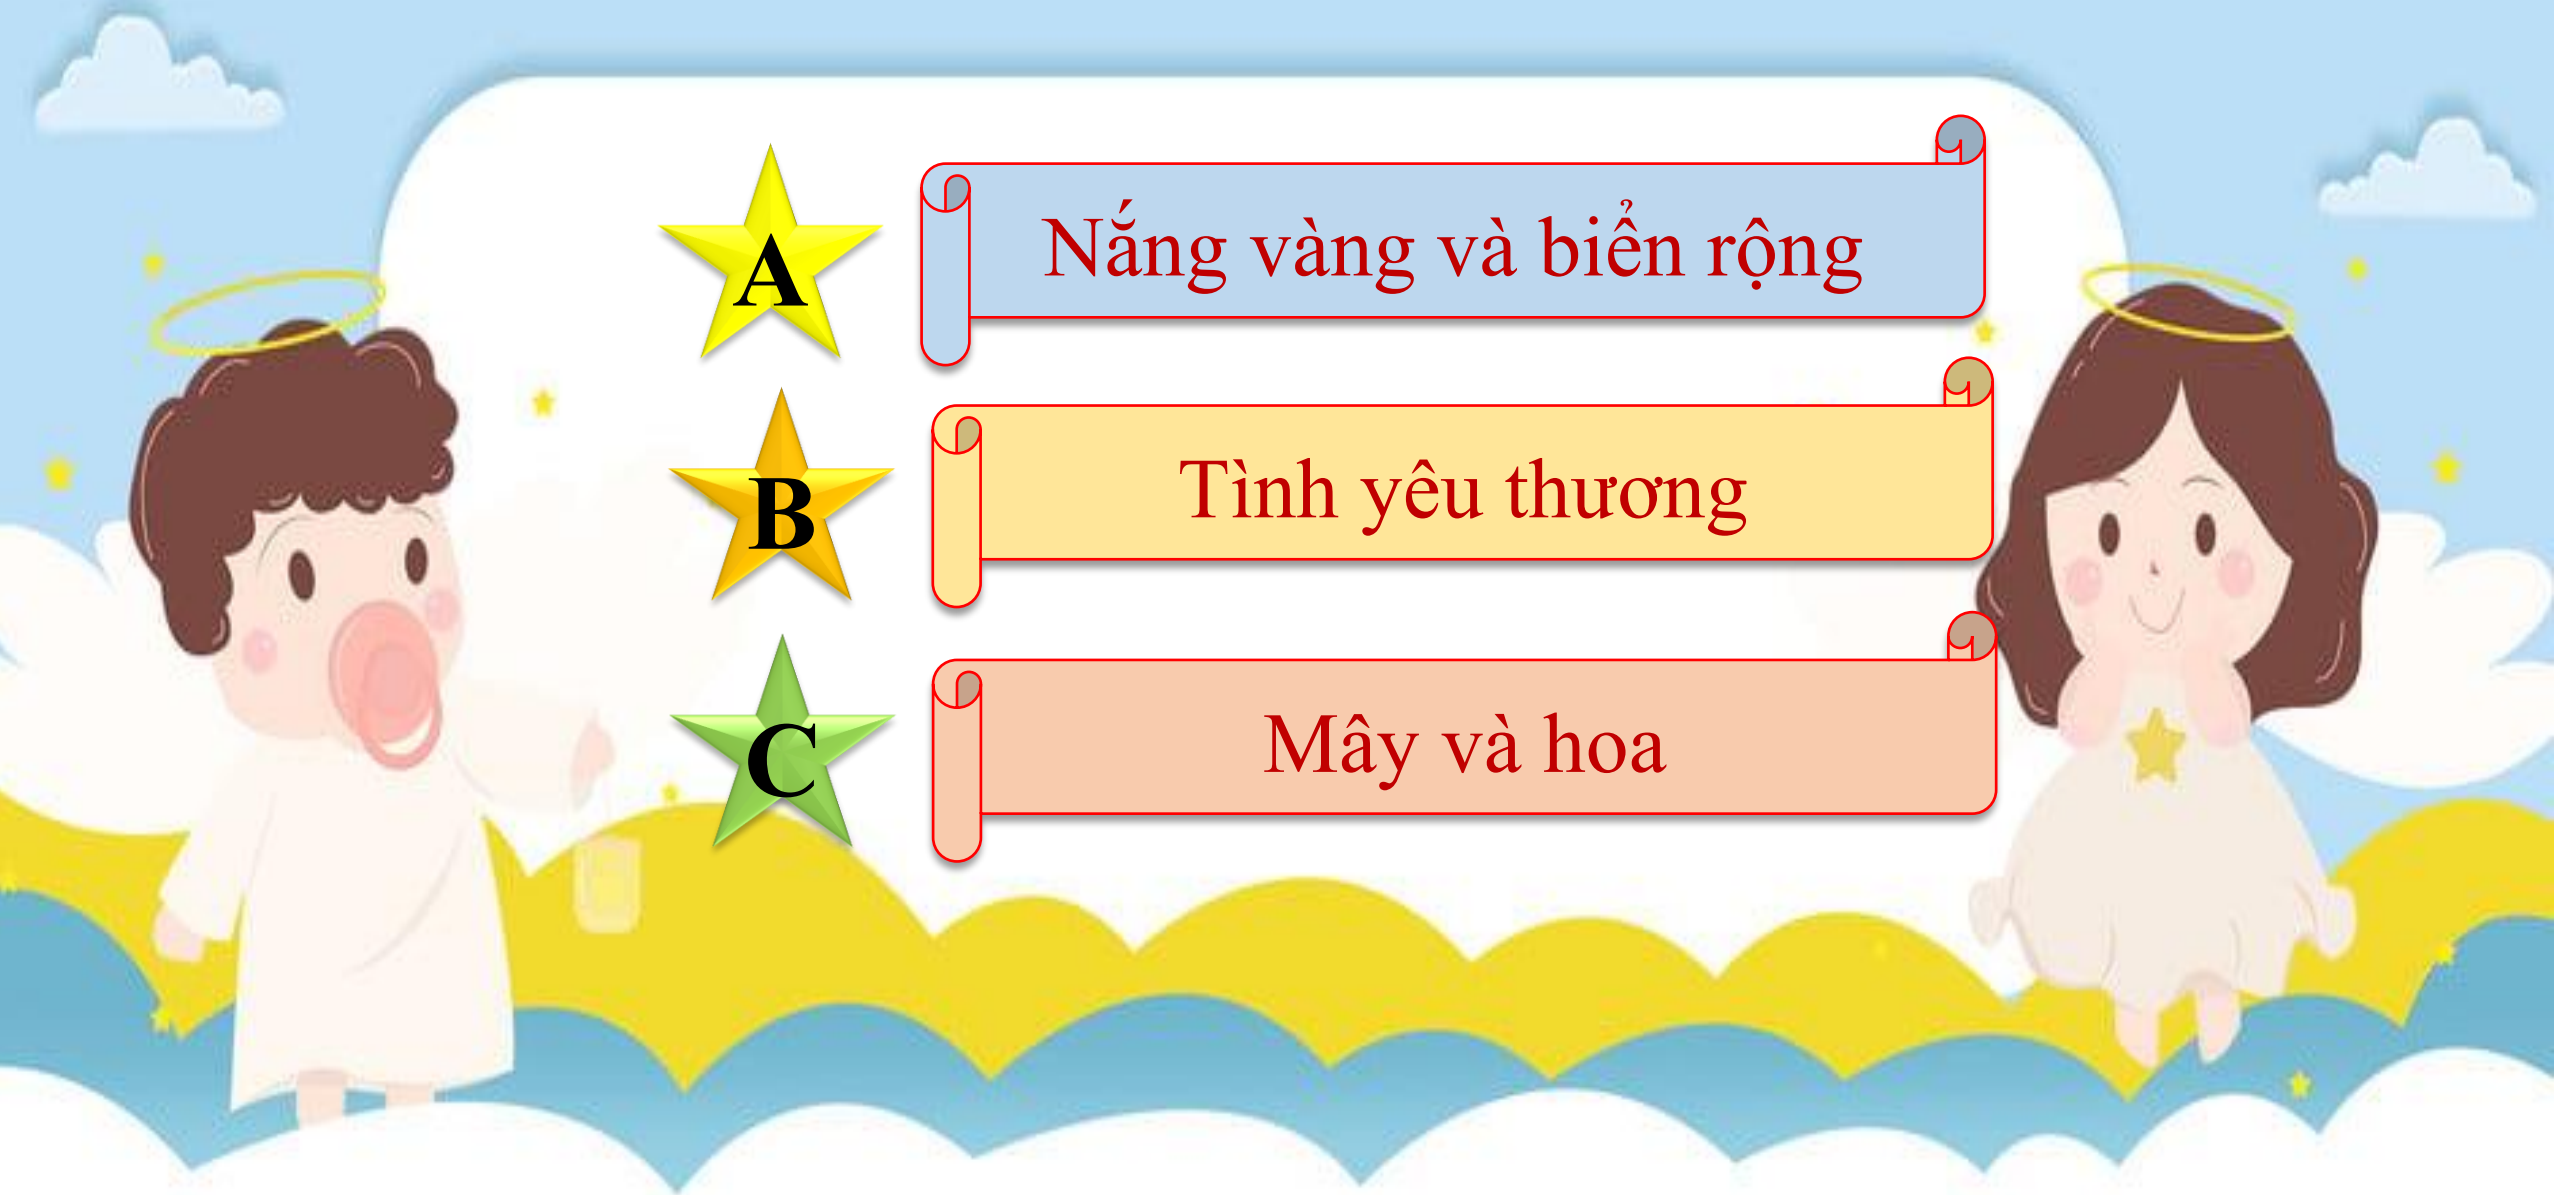 A Nắng vàng và biển rộng
B Tình yêu thương
C Mây và hoa